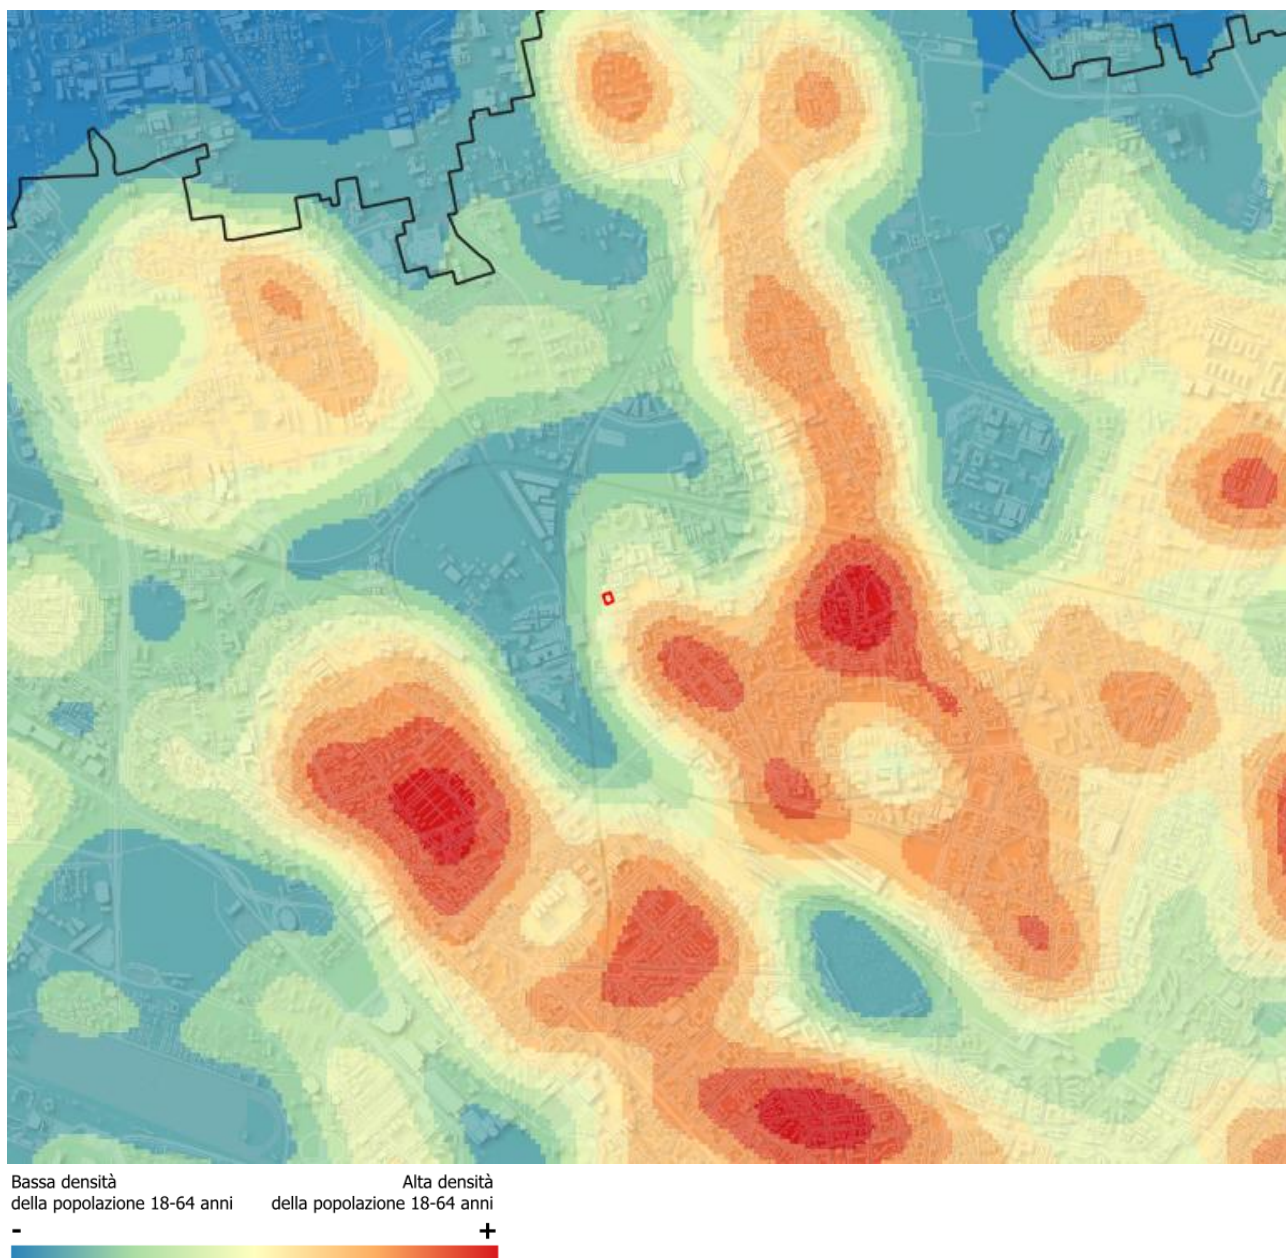 Bassa densità
della popolazione 18-64 anni
Alta densità
della popolazione 18-64 anni
- +